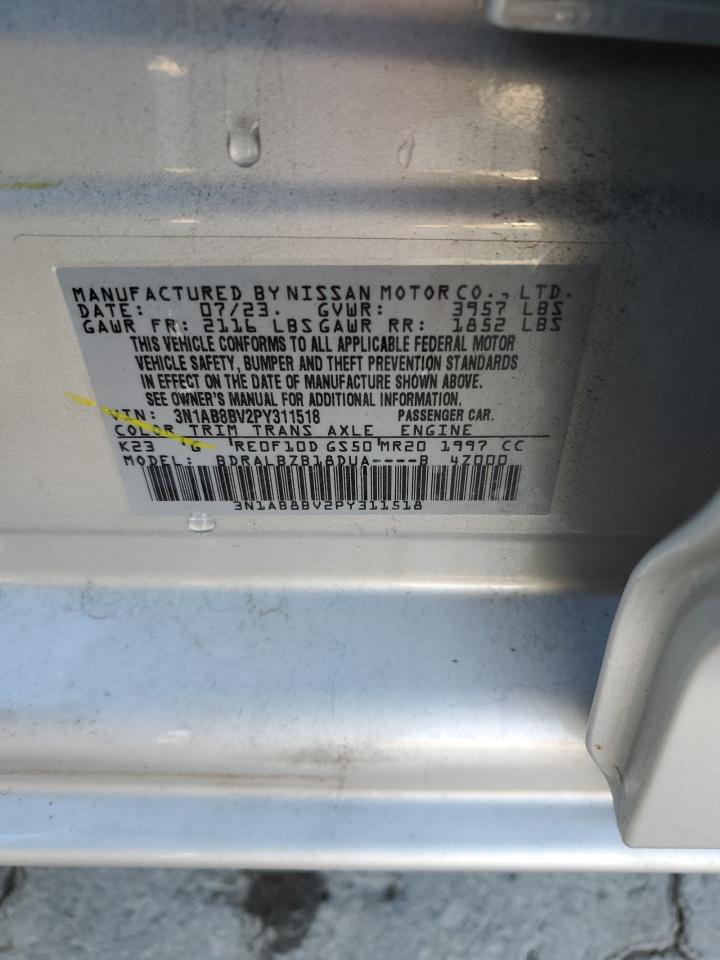 MANUFACTURED BY NISSAN MOTOR CO., LTD.
DATE: 07/23. GVWR: 3957 LBS
GAWR FR: 2116 LBS GAWR RR: 1852 LBS
THIS VEHICLE CONFORMS TO ALL APPLICABLE FEDERAL MOTOR
VEHICLE SAFETY, BUMPER AND THEFT PREVENTION STANDARDS
IN EFFECT ON THE DATE OF MANUFACTURE SHOWN ABOVE.
SEE OWNER'S MANUAL FOR ADDITIONAL INFORMATION.
VIN: 3N1AB8BV2PY311518 PASSENGER CAR.
COLOR TRIM TRANS AXLE ENGINE
K23 G RE0F10D GS50 MR20 1997 CC
MODEL: BDRALBZB18DUA----B 47000
3N1AB8BV2PY311518